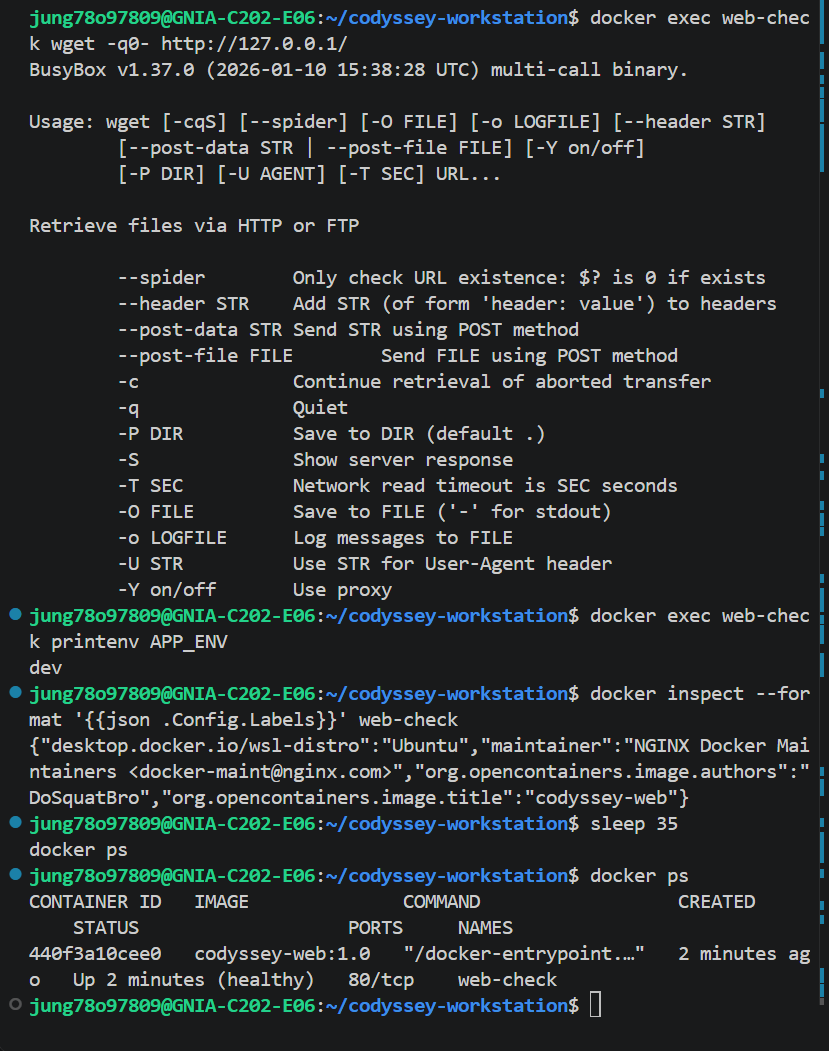 jung78o97809@GNIA-C202-E06:~/codyssey-workstation$ docker exec web-chec
k wget -q0- http://127.0.0.1/
BusyBox v1.37.0 (2026-01-10 15:38:28 UTC) multi-call binary.

Usage: wget [-cqS] [--spider] [-O FILE] [-o LOGFILE] [--header STR]
        [--post-data STR | --post-file FILE] [-Y on/off]
        [-P DIR] [-U AGENT] [-T SEC] URL...

Retrieve files via HTTP or FTP

        --spider        Only check URL existence: $? is 0 if exists
        --header STR    Add STR (of form 'header: value') to headers
        --post-data STR Send STR using POST method
        --post-file FILE        Send FILE using POST method
        -c              Continue retrieval of aborted transfer
        -q              Quiet
        -P DIR          Save to DIR (default .)
        -S              Show server response
        -T SEC          Network read timeout is SEC seconds
        -O FILE         Save to FILE ('-' for stdout)
        -o LOGFILE      Log messages to FILE
        -U STR          Use STR for User-Agent header
        -Y on/off       Use proxy
jung78o97809@GNIA-C202-E06:~/codyssey-workstation$ docker exec web-chec
k printenv APP_ENV
dev
jung78o97809@GNIA-C202-E06:~/codyssey-workstation$ docker inspect --for
mat '{{json .Config.Labels}}' web-check
{"desktop.docker.io/wsl-distro":"Ubuntu","maintainer":"NGINX Docker Mai
ntainers <docker-maint@nginx.com>","org.opencontainers.image.authors":"
DoSquatBro","org.opencontainers.image.title":"codyssey-web"}
jung78o97809@GNIA-C202-E06:~/codyssey-workstation$ sleep 35
docker ps
jung78o97809@GNIA-C202-E06:~/codyssey-workstation$ docker ps
CONTAINER ID   IMAGE              COMMAND                  CREATED
    STATUS                   PORTS     NAMES
440f3a10cee0   codyssey-web:1.0   "/docker-entrypoint.…"   2 minutes ag
o   Up 2 minutes (healthy)   80/tcp    web-check
jung78o97809@GNIA-C202-E06:~/codyssey-workstation$